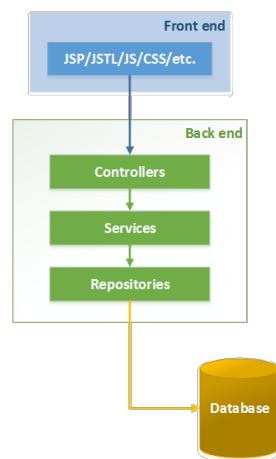 Front end
JSP/JSTL/JS/CSS/etc.
Back end
Controllers
Services
Repositories
Database